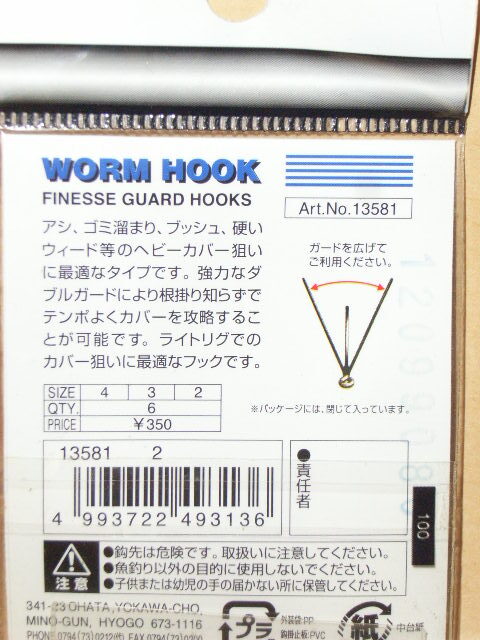 WORM HOOK
FINESSE GUARD HOOKS
Art.No.13581
アシ、ゴミ溜まり、ブッシュ、硬い
ウィード等のヘビーカバー狙い
に最適なタイプです。強力なダ
ブルガードにより根掛り知らずで
テンポよくカバーを攻略するこ
とが可能です。ライトリグでの
カバー狙いに最適なフックです。
ガードを広げて
ご利用ください。
※パッケージには、閉じて入っています。
SIZE 4 3 2
QTY. 6
PRICE ¥350
13581 2
4 993722 493136
●責任者
100
注意
●鈎先は危険です。取扱いに注意してください。
●魚釣り以外の目的に使用しないでください。
●子供または幼児の手の届かない所に保管してください。
341-23 OHATA, YOKAWA-CHO,
MINO-GUN, HYOGO 673-1116
PHONE 0794(73)0212(代) FAX 0794(73)
プラ
外装袋:PP
鈎掛止板:PVC
紙
中台紙